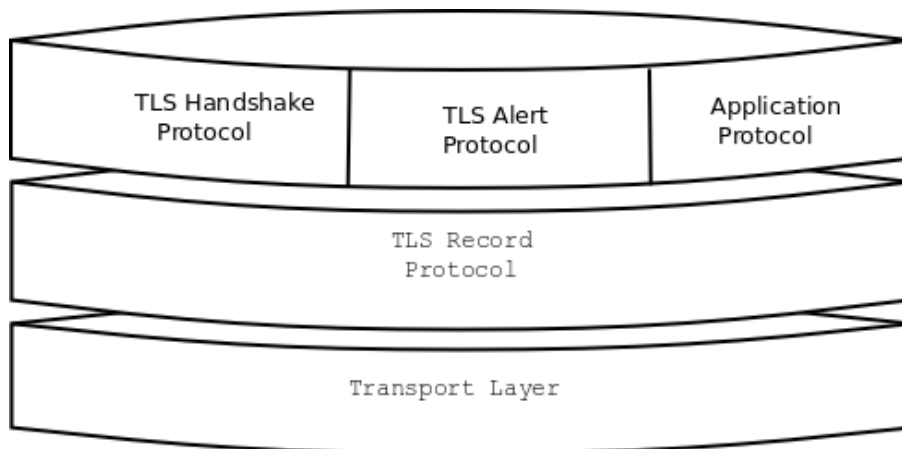 TLS Handshake
Protocol
TLS Alert
Protocol
Application
Protocol
TLS Record
Protocol
Transport Layer